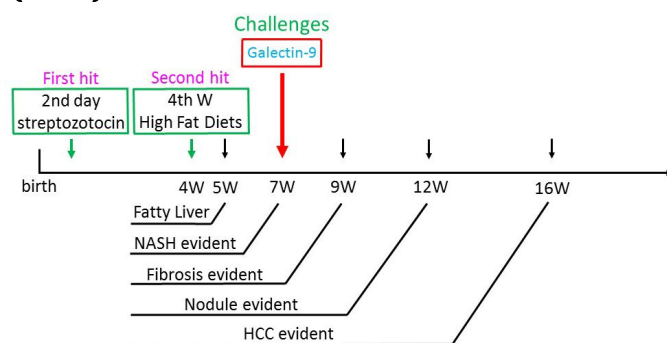 Challenges
Galectin-9
First hit
Second hit
2nd day
streptozotocin
4th W
High Fat Diets
birth
4W 5W 7W 9W 12W 16W
Fatty Liver
NASH evident
Fibrosis evident
Nodule evident
HCC evident